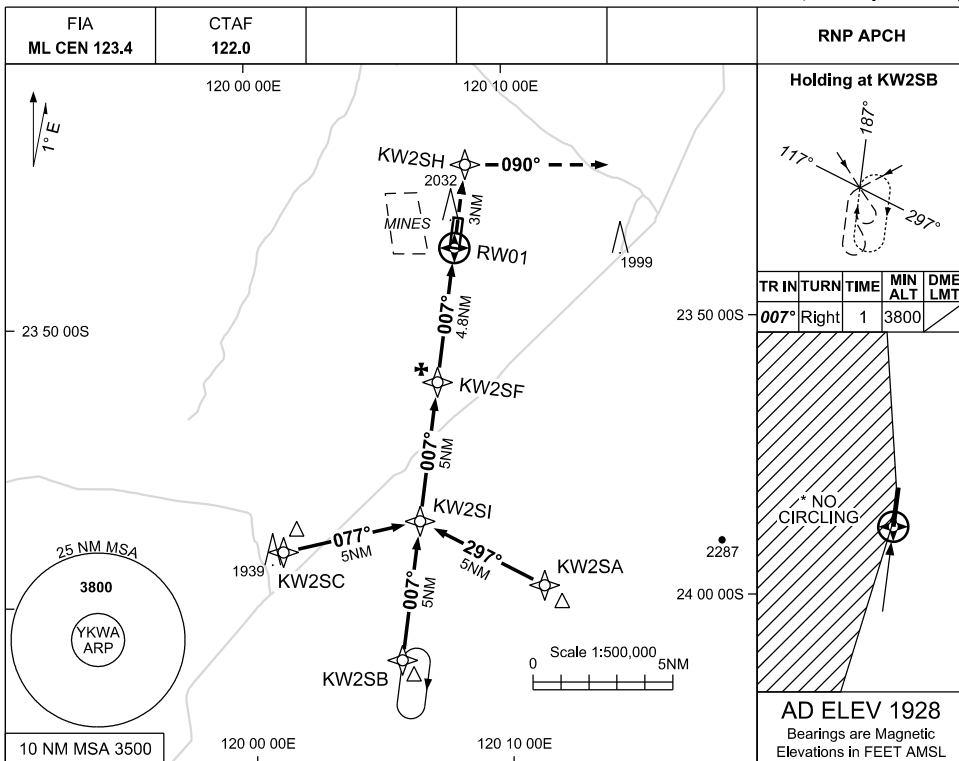 FIA
ML CEN 123.4
CTAF
122.0
RNP APCH
120 00 00E
120 10 00E
1° E
KW2SH
090°
2032
3NM
MINES
RW01
1999
007°
4.8NM
23 50 00S
23 50 00S
KW2SF
007°
5NM
KW2SI
077°
5NM
297°
5NM
1939
KW2SC
KW2SA
2287
24 00 00S
007°
5NM
25 NM MSA
3800
YKWA
ARP
KW2SB
Scale 1:500,000
0
5NM
10 NM MSA 3500
120 00 00E
120 10 00E
Holding at KW2SB
187°
117°
297°
TR IN TURN TIME MIN ALT DME LMT
007° Right 1 3800
* NO
CIRCLING
AD ELEV 1928
Bearings are Magnetic
Elevations in FEET AMSL